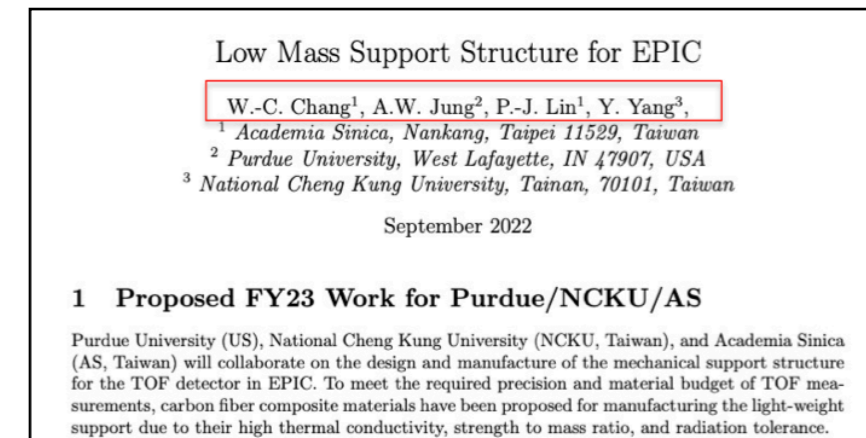 Low Mass Support Structure for EPIC
W.-C. Chang¹, A.W. Jung², P.-J. Lin¹, Y. Yang³,
¹ Academia Sinica, Nankang, Taipei 11529, Taiwan
² Purdue University, West Lafayette, IN 47907, USA
³ National Cheng Kung University, Tainan, 70101, Taiwan
September 2022
1 Proposed FY23 Work for Purdue/NCKU/AS
Purdue University (US), National Cheng Kung University (NCKU, Taiwan), and Academia Sinica
(AS, Taiwan) will collaborate on the design and manufacture of the mechanical support structure
for the TOF detector in EPIC. To meet the required precision and material budget of TOF mea-
surements, carbon fiber composite materials have been proposed for manufacturing the light-weight
support due to their high thermal conductivity, strength to mass ratio, and radiation tolerance.